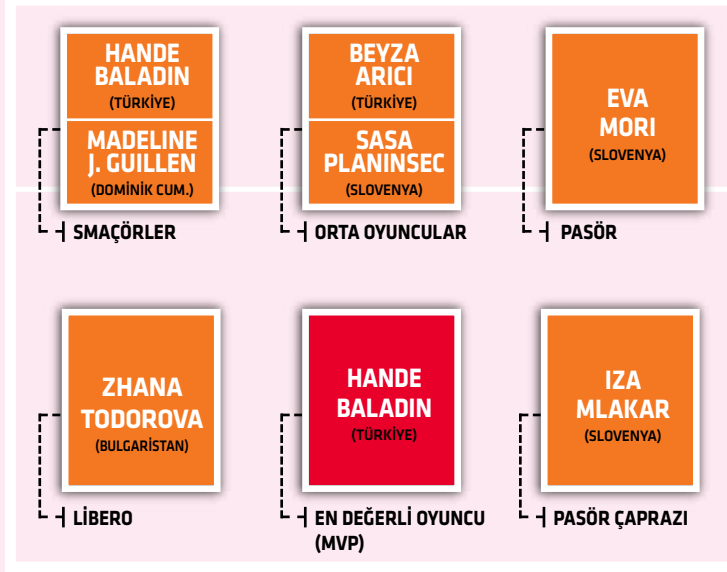 HANDE
BALADIN
(TÜRKİYE)
MADELINE
J. GUILLEN
(DOMİNİK CUM.)
SMAÇÖRLER
BEYZA
ARICI
(TÜRKİYE)
SASA
PLANINSEC
(SLOVENYA)
ORTA OYUNCULAR
EVA
MORI
(SLOVENYA)
PASÖR
ZHANA
TODOROVA
(BULGARİSTAN)
LİBERO
HANDE
BALADIN
(TÜRKİYE)
EN DEĞERLİ OYUNCU
(MVP)
IZA
MLAKAR
(SLOVENYA)
PASÖR ÇAPRAZI